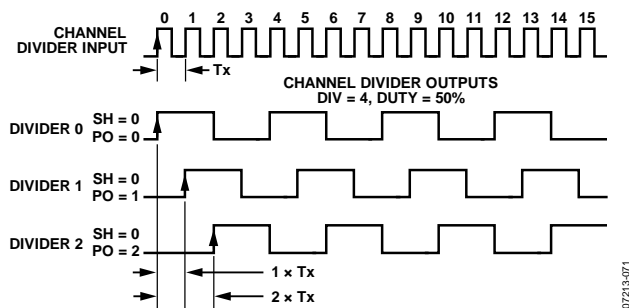 0 1 2 3 4 5 6 7 8 9 10 11 12 13 14 15
CHANNEL
DIVIDER INPUT
Tx
CHANNEL DIVIDER OUTPUTS
DIV = 4, DUTY = 50%
DIVIDER 0
SH = 0
PO = 0
DIVIDER 1
SH = 0
PO = 1
DIVIDER 2
SH = 0
PO = 2
1 × Tx
2 × Tx
07213-071